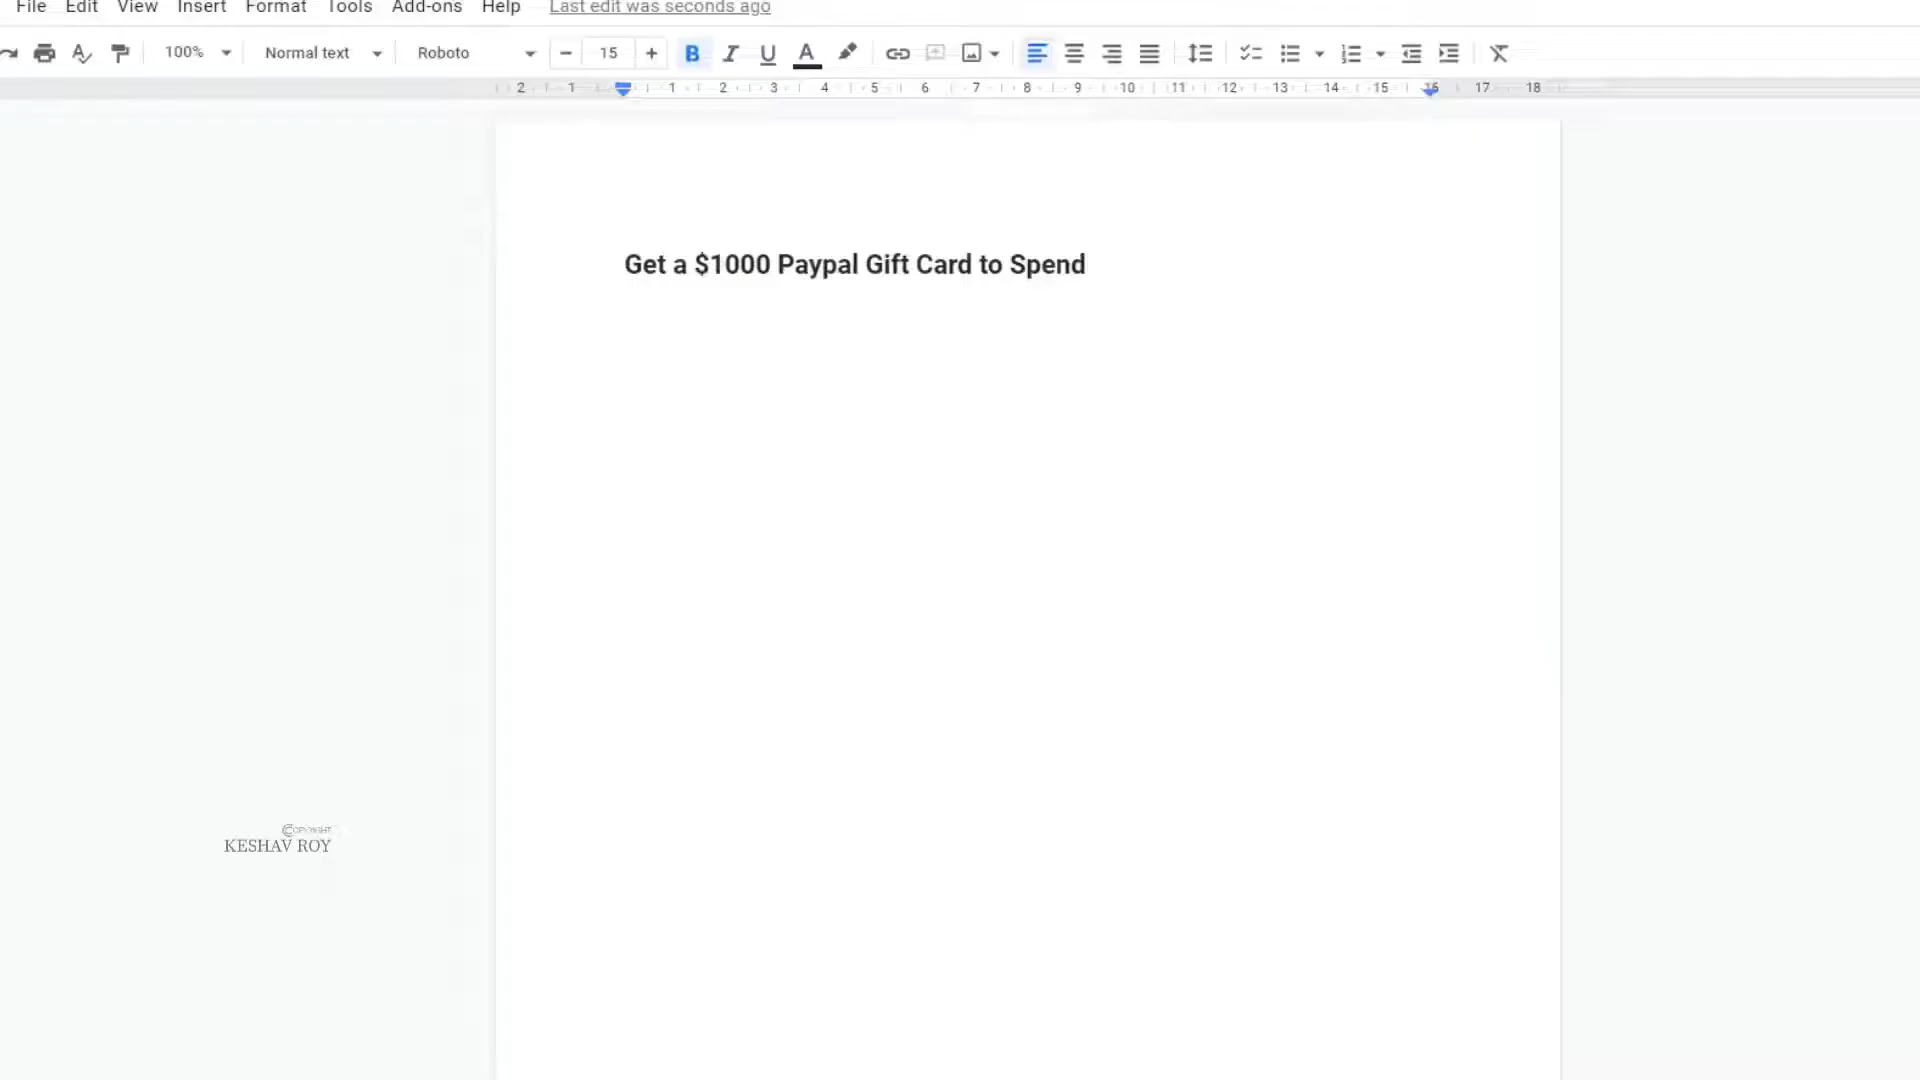 File Edit View Insert Format Tools Add-ons Help Last edit was seconds ago
100% Normal text Roboto 15 B I U A
2 1 1 2 3 4 5 6 7 8 9 10 11 12 13 14 15 16 17 18
Get a $1000 Paypal Gift Card to Spend
©COPYRIGHT
KESHAV ROY